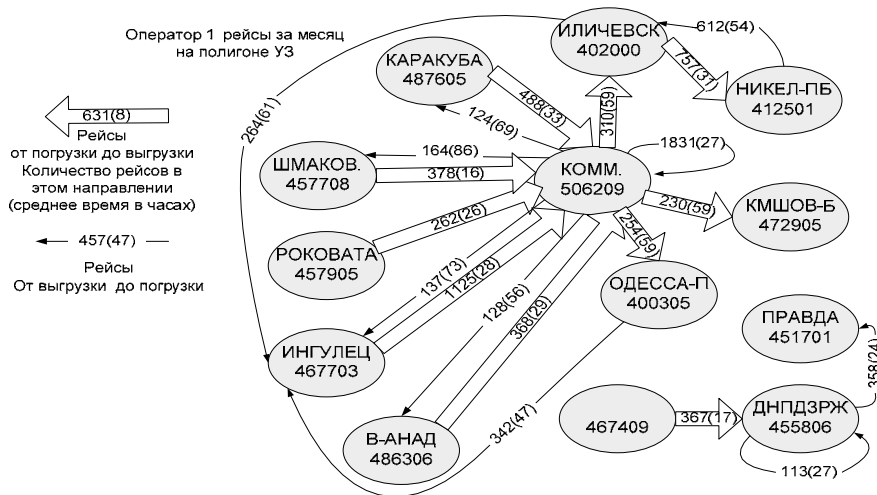 Оператор 1 рейсы за месяц
на полигоне УЗ
631(8)
Рейсы
от погрузки до выгрузки
Количество рейсов в
этом направлении
(среднее время в часах)
457(47)
Рейсы
От выгрузки до погрузки
ИЛИЧЕВСК
402000
612(54)
757(31)
НИКЕЛ-ПБ
412501
КАРАКУБА
487605
488(33)
124(69)
310(59)
264(61)
1831(27)
ШМАКОВ.
457708
164(86)
378(16)
КОММ.
506209
230(59)
КМШОВ-Б
472905
254(59)
РОКОВАТА
457905
262(26)
ОДЕССА-П
400305
137(73)
1125(28)
128(56)
368(29)
ИНГУЛЕЦ
467703
342(47)
В-АНАД
486306
ПРАВДА
451701
358(24)
467409
367(17)
ДНПДЗРЖ
455806
113(27)